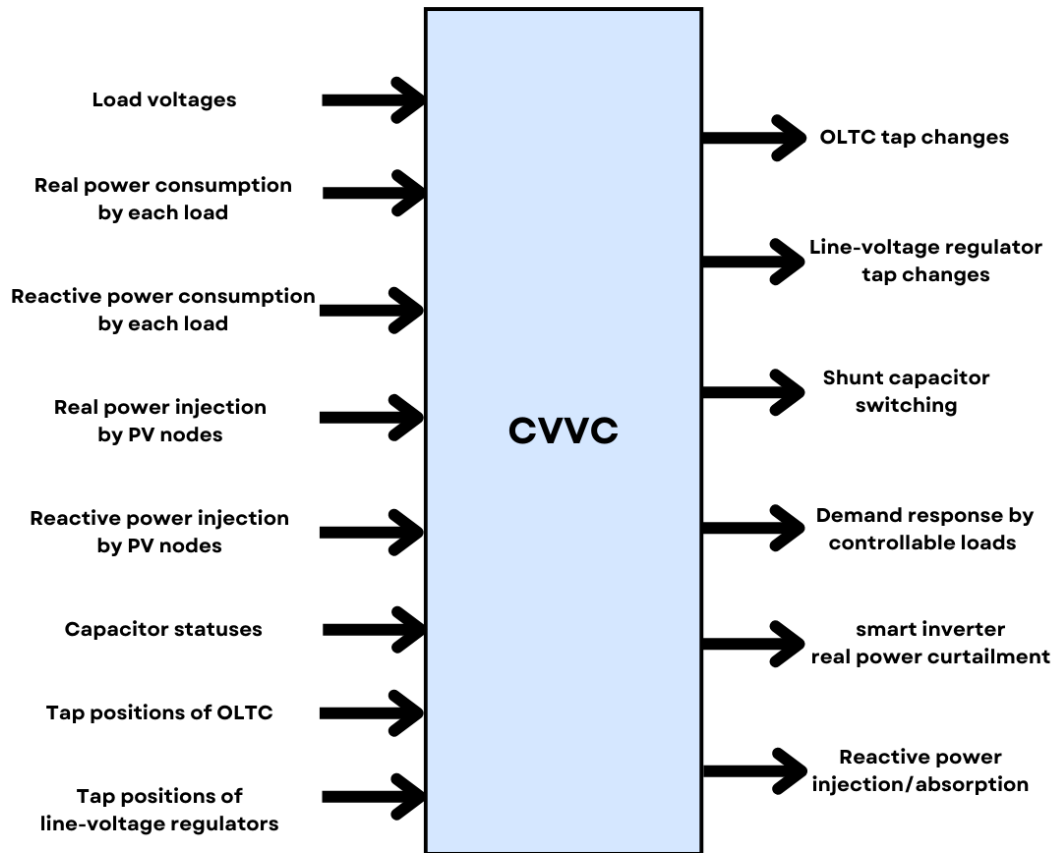 Load voltages
Real power consumption
by each load
Reactive power consumption
by each load
Real power injection
by PV nodes
Reactive power injection
by PV nodes
Capacitor statuses
Tap positions of OLTC
Tap positions of
line-voltage regulators
CVVC
OLTC tap changes
Line-voltage regulator
tap changes
Shunt capacitor
switching
Demand response by
controllable loads
smart inverter
real power curtailment
Reactive power
injection/absorption